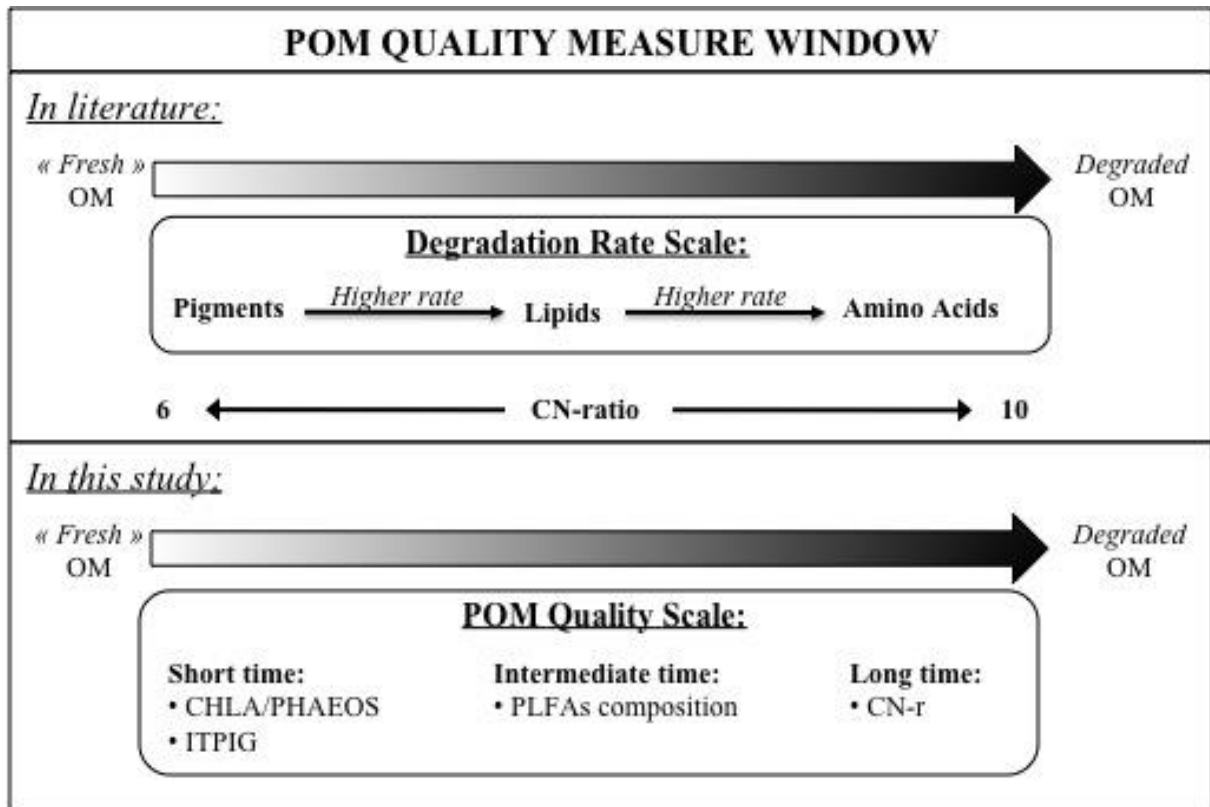 POM QUALITY MEASURE WINDOW
In literature:
« Fresh »
OM
Degraded
OM
Degradation Rate Scale:
Pigments Higher rate Lipids Higher rate Amino Acids
6 CN-ratio 10
In this study:
« Fresh »
OM
Degraded
OM
POM Quality Scale:
Short time: Intermediate time: Long time:
• CHLA/PHAEOS • PLFAs composition • CN-r
• ITPIG